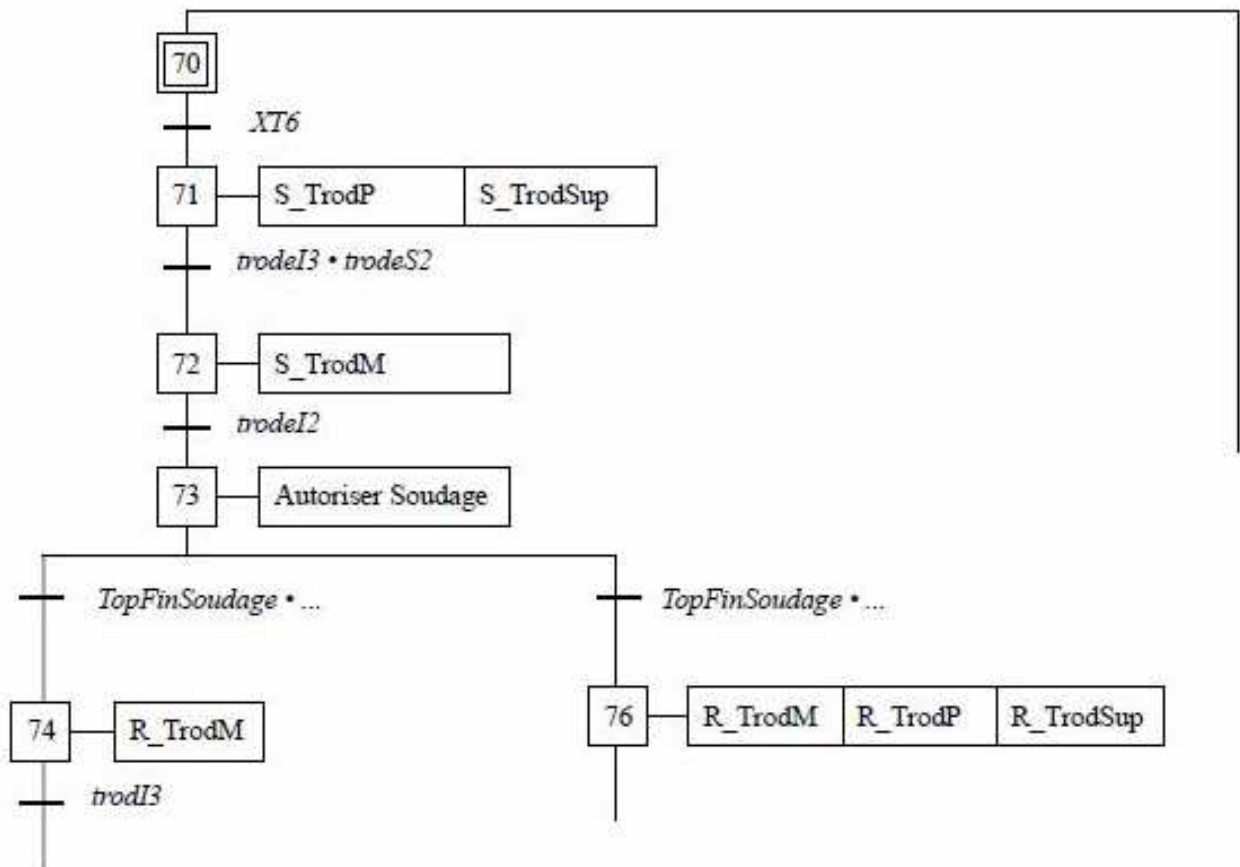 70
XT6
71 S_TrodP S_TrodSup
trodeI3 • trodeS2
72 S_TrodM
trodeI2
73 Autoriser Soudage
TopFinSoudage • ... TopFinSoudage • ...
74 R_TrodM 76 R_TrodM R_TrodP R_TrodSup
trodI3